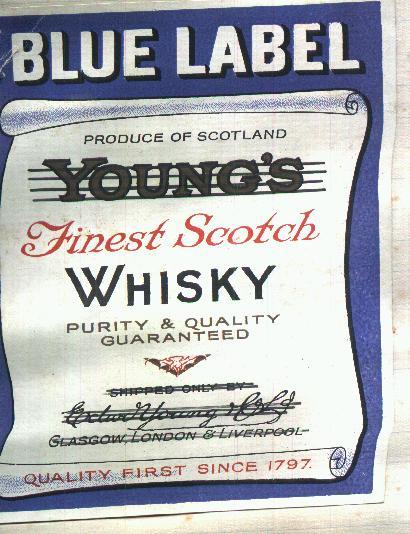 BLUE LABEL
PRODUCE OF SCOTLAND
YOUNG'S
Finest Scotch
WHISKY
PURITY & QUALITY
GUARANTEED
SHIPPED ONLY BY
Young &
GLASGOW, LONDON & LIVERPOOL
QUALITY FIRST SINCE 1797.